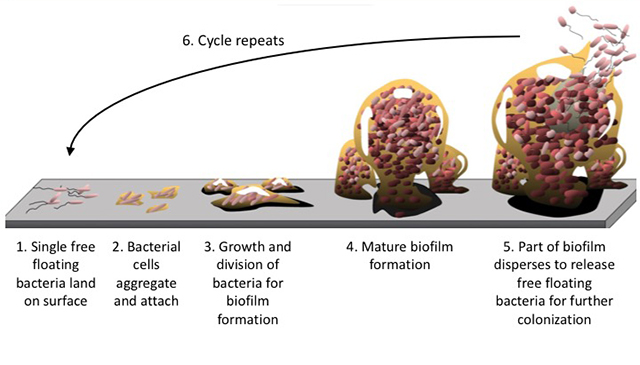 6. Cycle repeats
1. Single free
floating
bacteria land
on surface
2. Bacterial
cells
aggregate
and attach
3. Growth and
division of
bacteria for
biofilm
formation
4. Mature biofilm
formation
5. Part of biofilm
disperses to release
free floating
bacteria for further
colonization